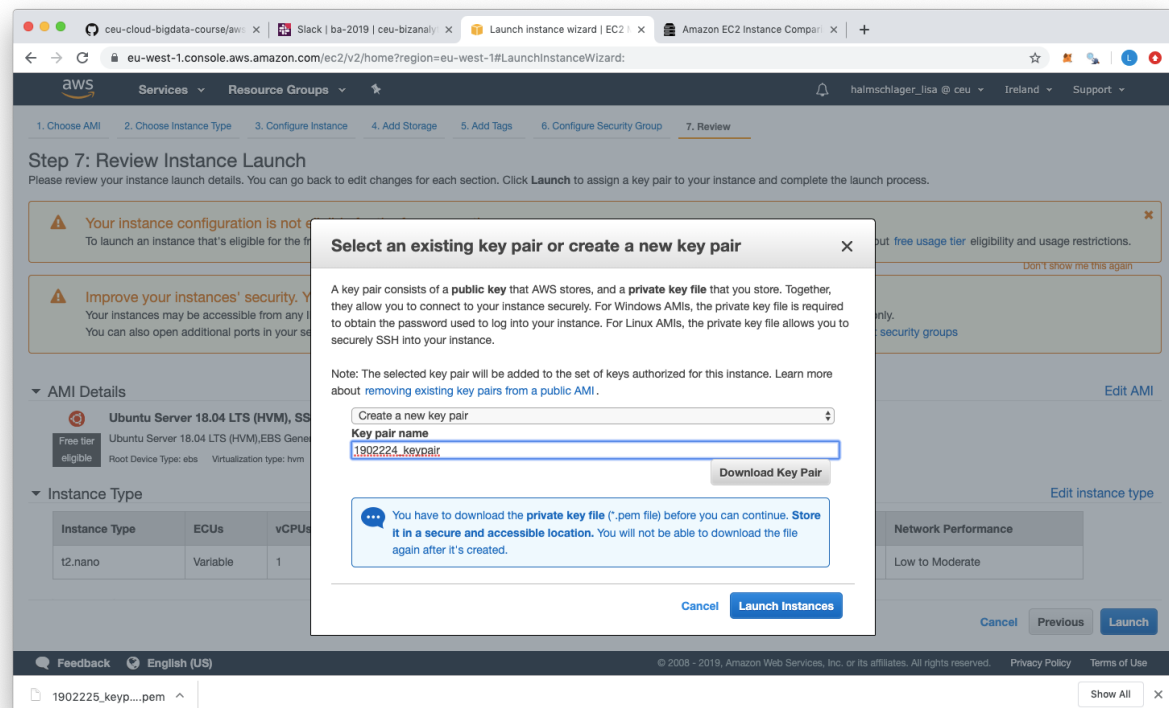 ceu-cloud-bigdata-course/aws
Slack | ba-2019 | ceu-bizanaly
Launch instance wizard | EC2 M
Amazon EC2 Instance Compari
eu-west-1.console.aws.amazon.com/ec2/v2/home?region=eu-west-1#LaunchInstanceWizard:
L
aws
Services
Resource Groups
halmschlager_lisa @ ceu
Ireland
Support
1. Choose AMI
2. Choose Instance Type
3. Configure Instance
4. Add Storage
5. Add Tags
6. Configure Security Group
7. Review
Step 7: Review Instance Launch
Please review your instance launch details. You can go back to edit changes for each section. Click Launch to assign a key pair to your instance and complete the launch process.
Your instance configuration is not e
To launch an instance that's eligible for the fr
out free usage tier eligibility and usage restrictions.
Don't show me this again
Improve your instances' security. Y
Your instances may be accessible from any I
only.
You can also open additional ports in your se
security groups
AMI Details
Edit AMI
Ubuntu Server 18.04 LTS (HVM), SS
Free tier
eligible
Ubuntu Server 18.04 LTS (HVM),EBS Gene
Root Device Type: ebs Virtualization type: hvm
Instance Type
Edit instance type
Instance Type
ECUs
vCPUs
Network Performance
t2.nano
Variable
1
Low to Moderate
Select an existing key pair or create a new key pair
A key pair consists of a public key that AWS stores, and a private key file that you store. Together,
they allow you to connect to your instance securely. For Windows AMIs, the private key file is required
to obtain the password used to log into your instance. For Linux AMIs, the private key file allows you to
securely SSH into your instance.
Note: The selected key pair will be added to the set of keys authorized for this instance. Learn more
about removing existing key pairs from a public AMI .
Create a new key pair
Key pair name
1902224_keypair
Download Key Pair
You have to download the private key file (*.pem file) before you can continue. Store
it in a secure and accessible location. You will not be able to download the file
again after it's created.
Cancel
Launch Instances
Cancel
Previous
Launch
Feedback
English (US)
© 2008 - 2019, Amazon Web Services, Inc. or its affiliates. All rights reserved.
Privacy Policy
Terms of Use
1902225_keyp....pem
Show All